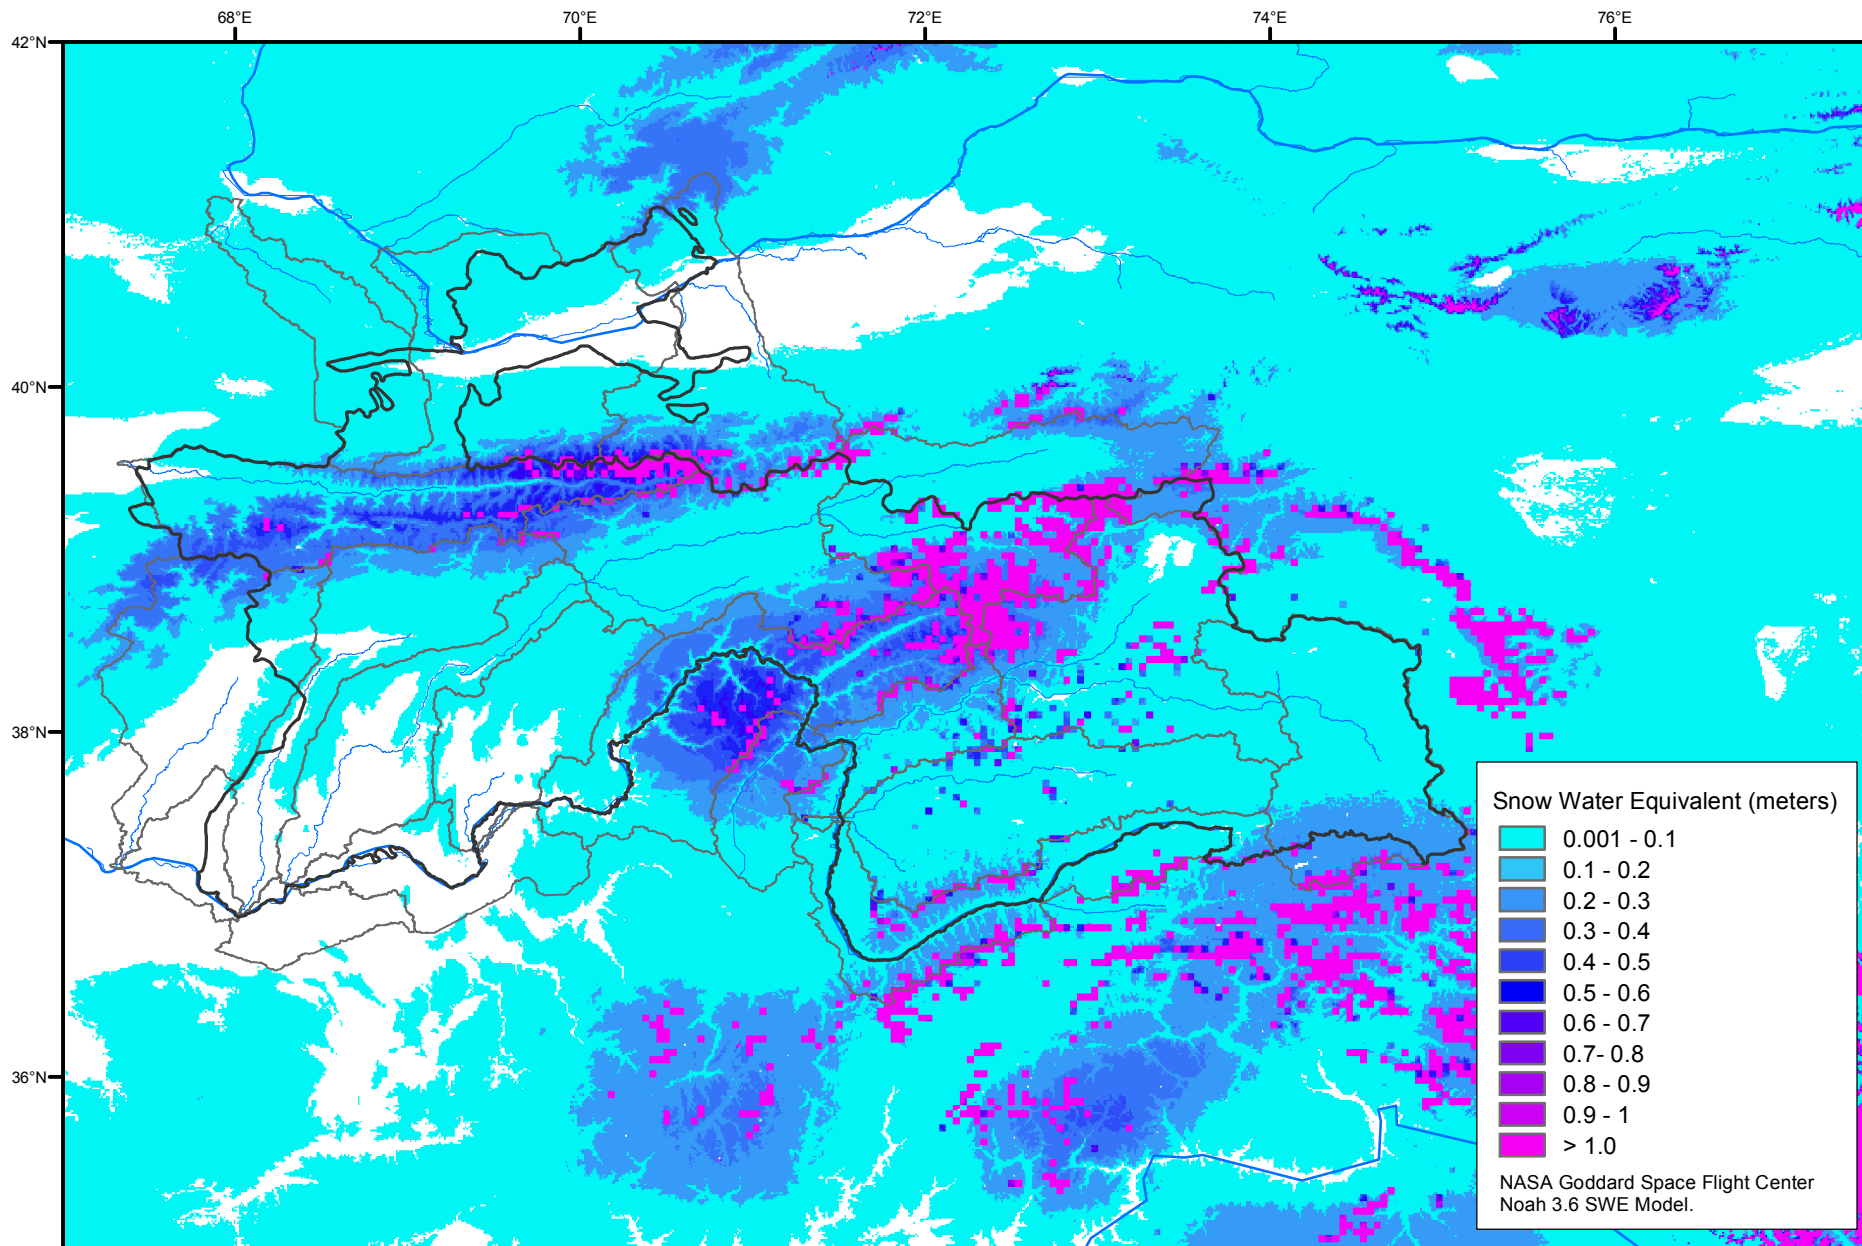 68°E 70°E 72°E 74°E 76°E
42°N
40°N
38°N
36°N
Snow Water Equivalent (meters)
0.001 - 0.1
0.1 - 0.2
0.2 - 0.3
0.3 - 0.4
0.4 - 0.5
0.5 - 0.6
0.6 - 0.7
0.7- 0.8
0.8 - 0.9
0.9 - 1
> 1.0
NASA Goddard Space Flight Center
Noah 3.6 SWE Model.